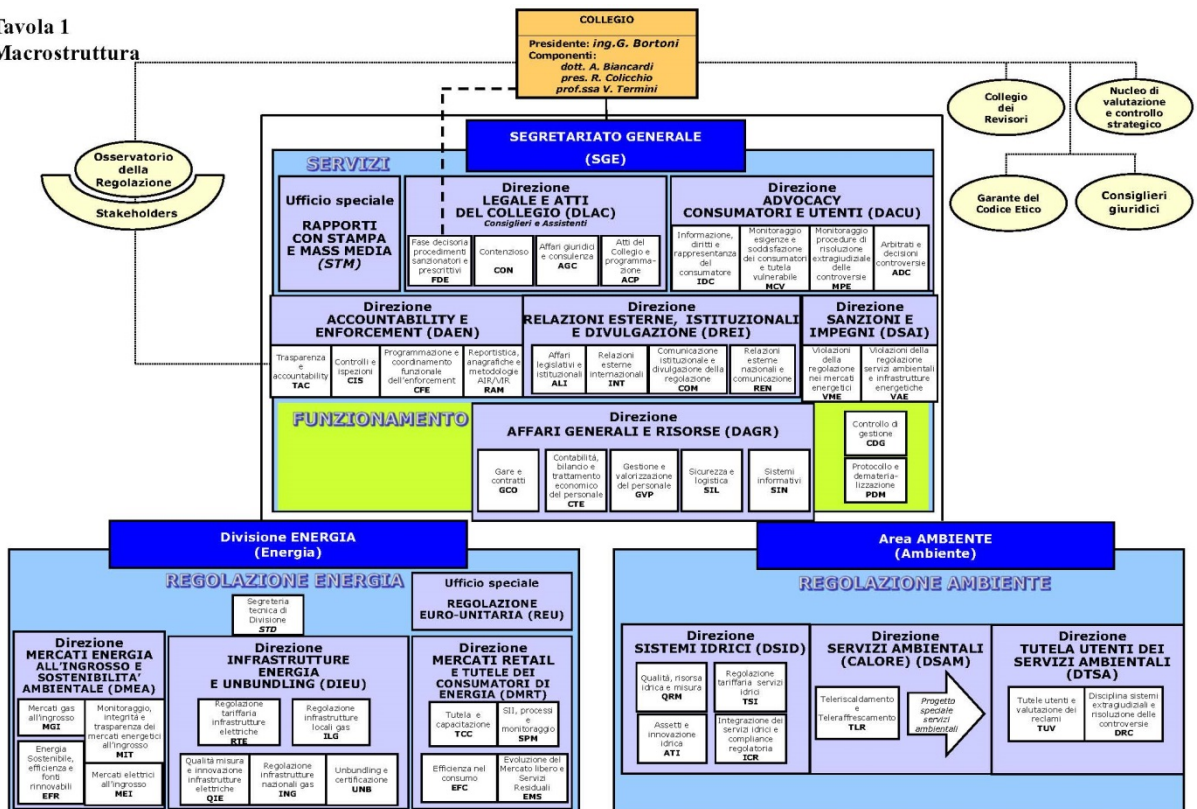 Tavola 1
Macrostruttura
COLLEGIO
Presidente: ing.G. Bortoni
Componenti:
dott. A. Biancardi
pres. R. Colicchio
prof.ssa V. Termini
Collegio
dei
Revisori
Nucleo di
valutazione
e controllo
strategico
Garante del
Codice Etico
Consiglieri
giuridici
Osservatorio
della
Regolazione
Stakeholders
SEGRETARIATO GENERALE
(SGE)
SERVIZI
Ufficio speciale
RAPPORTI
CON STAMPA
E MASS MEDIA
(STM)
Direzione
LEGALE E ATTI
DEL COLLEGIO (DLAC)
Consiglieri e Assistenti
Fase decisoria
procedimenti
sanzionatori e
prescrittivi
FDE
Contenzioso
CON
Affari giuridici
e consulenza
AGC
Atti del
Collegio e
programma-
zione
ACP
Direzione
ADVOCACY
CONSUMATORI E UTENTI (DACU)
Informazione,
diritti e
rappresentanza
del
consumatore
IDC
Monitoraggio
esigenze e
soddisfazione
dei consumatori
e tutela
vulnerabile
MCV
Monitoraggio
procedure di
risoluzione
extragiudiziale
delle
controversie
MPE
Arbitrati e
decisioni
controversie
ADC
Direzione
ACCOUNTABILITY E
ENFORCEMENT (DAEN)
Trasparenza
e
accountability
TAC
Controlli e
ispezioni
CIS
Programmazione e
coordinamento
funzionale
dell'enforcement
CFE
Reportistica,
anagrafiche e
metodologie
AIR/VIR
RAM
Direzione
RELAZIONI ESTERNE, ISTITUZIONALI
E DIVULGAZIONE (DREI)
Affari
legislativi e
istituzionali
ALI
Relazioni
esterne
internazionali
INT
Comunicazione
istituzionale e
divulgazione della
regolazione
COM
Relazioni
esterne
nazionali e
comunicazione
REN
Direzione
SANZIONI E
IMPEGNI (DSAI)
Violazioni
della
regolazione
nei mercati
energetici
VME
Violazioni della
regolazione
servizi ambientali
e infrastrutture
energetiche
VAE
FUNZIONAMENTO
Direzione
AFFARI GENERALI E RISORSE (DAGR)
Gare e
contratti
GCO
Contabilità,
bilancio e
trattamento
economico
del personale
CTE
Gestione e
valorizzazione
del personale
GVP
Sicurezza e
logistica
SIL
Sistemi
informativi
SIN
Controllo di
gestione
CDG
Protocollo e
demateria-
lizzazione
PDM
Divisione ENERGIA
(Energia)
REGOLAZIONE ENERGIA
Segreteria
tecnica di
Divisione
STD
Ufficio speciale
REGOLAZIONE
EURO-UNITARIA (REU)
Direzione
MERCATI ENERGIA
ALL'INGROSSO E
SOSTENIBILITA'
AMBIENTALE (DMEA)
Mercati gas
all'ingrosso
MGI
Monitoraggio,
integrità e
trasparenza dei
mercati energetici
all'ingrosso
MIT
Energia
Sostenibile,
efficienza e
fonti
rinnovabili
EFR
Mercati elettrici
all'ingrosso
MEI
Direzione
INFRASTRUTTURE
ENERGIA
E UNBUNDLING (DIEU)
Regolazione
tariffaria
infrastrutture
elettriche
RTE
Regolazione
infrastrutture
locali gas
ILG
Qualità misura
e innovazione
infrastrutture
elettriche
QIE
Regolazione
infrastrutture
nazionali gas
ING
Unbundling e
certificazione
UNB
Direzione
MERCATI RETAIL
E TUTELE DEI
CONSUMATORI DI
ENERGIA (DMRT)
Tutela e
capacitazione
TCC
SII, processi
e
monitoraggio
SPM
Efficienza nel
consumo
EFC
Evoluzione del
Mercato libero e
Servizi
Residuali
EMS
Area AMBIENTE
(Ambiente)
REGOLAZIONE AMBIENTE
Direzione
SISTEMI IDRICI (DSID)
Qualità, risorsa
idrica e misura
QRM
Regolazione
tariffaria servizi
idrici
TSI
Assetti e
innovazione
idrica
ATI
Integrazione dei
servizi idrici e
compliance
regolatoria
ICR
Direzione
SERVIZI AMBIENTALI
(CALORE) (DSAM)
Teleriscaldamento
e
Teleraffrescamento
TLR
Progetto
speciale
servizi
ambientali
Direzione
TUTELA UTENTI DEI
SERVIZI AMBIENTALI
(DTSA)
Tutele utenti e
valutazione dei
reclami
TUV
Disciplina sistemi
extragiudiziali e
risoluzione delle
controversie
DRC